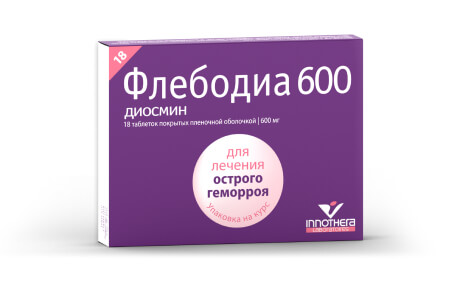 18
Флебодиа 600
ДИОСМИН
18 таблеток покрытых пленочной оболочкой | 600 мг
для
лечения
острого
геморроя
Упаковка на курс
INNOTHERA
LABORATOIRES